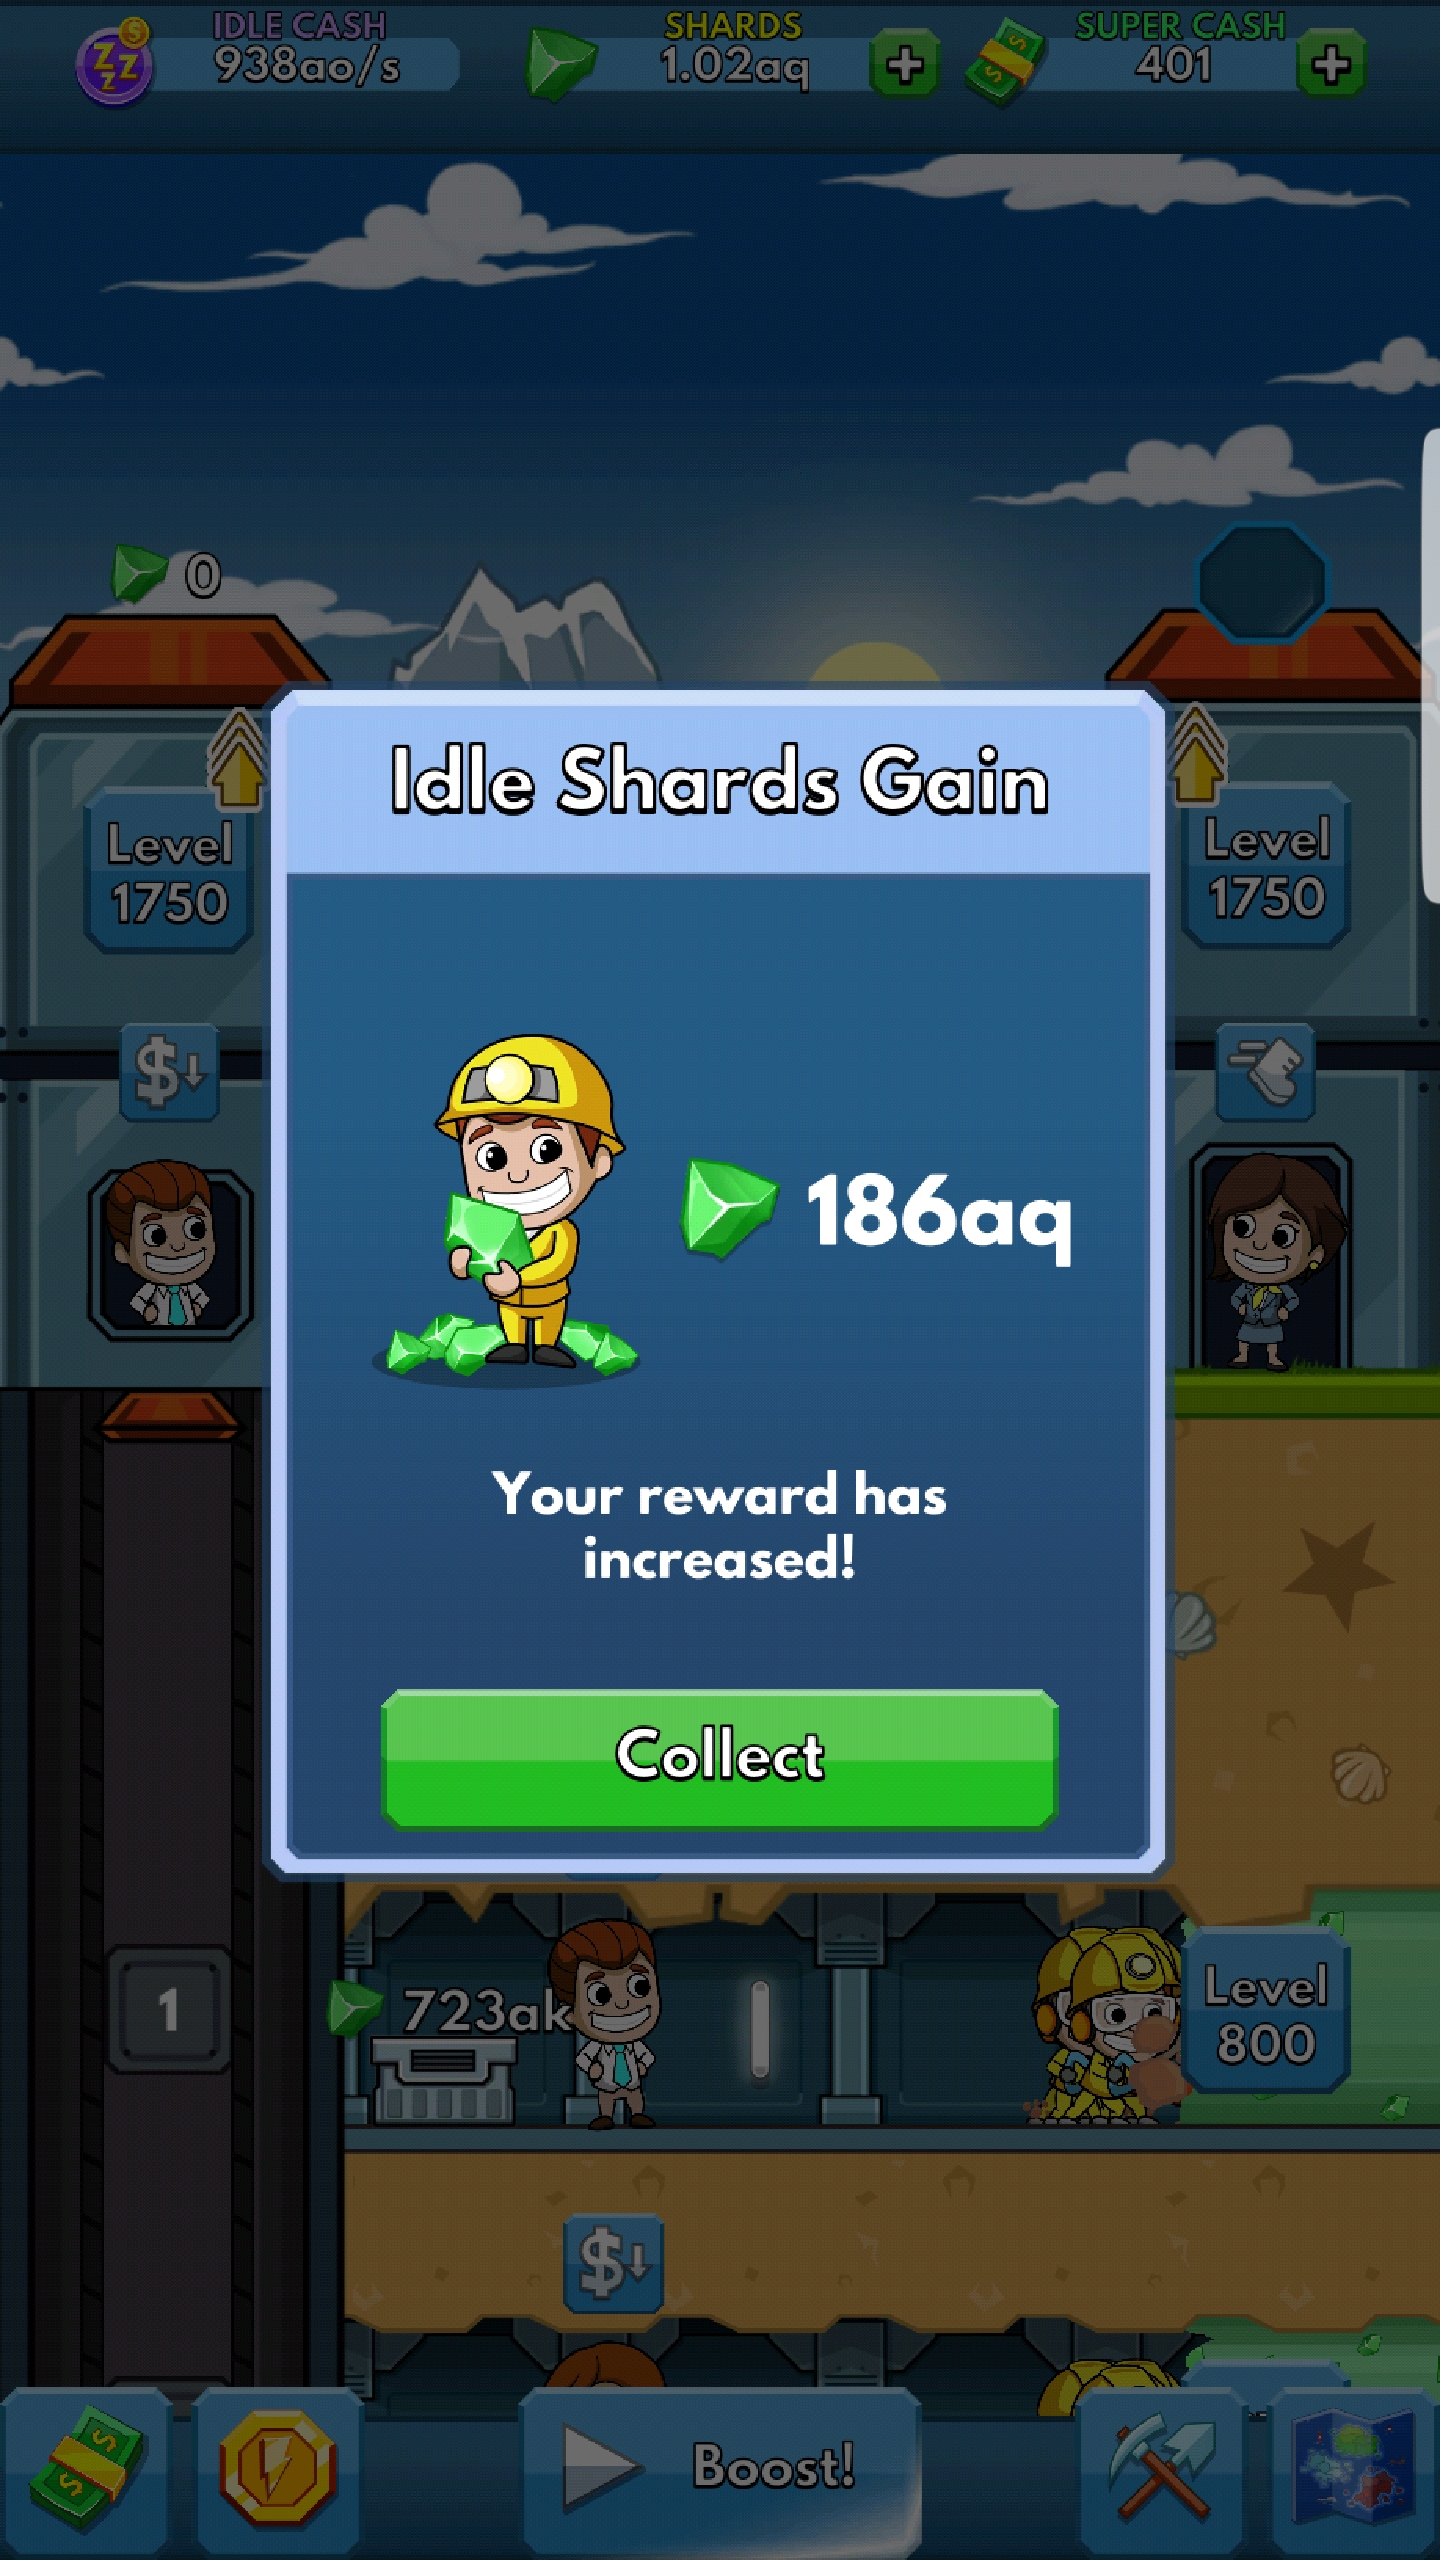 IDLE CASH
938ao/s
SHARDS
1.02aq
SUPER CASH
401
0
Idle Shards Gain
Level
1750
Level
1750
186aq
Your reward has
increased!
Collect
1
723ak
Level
800
Boost!